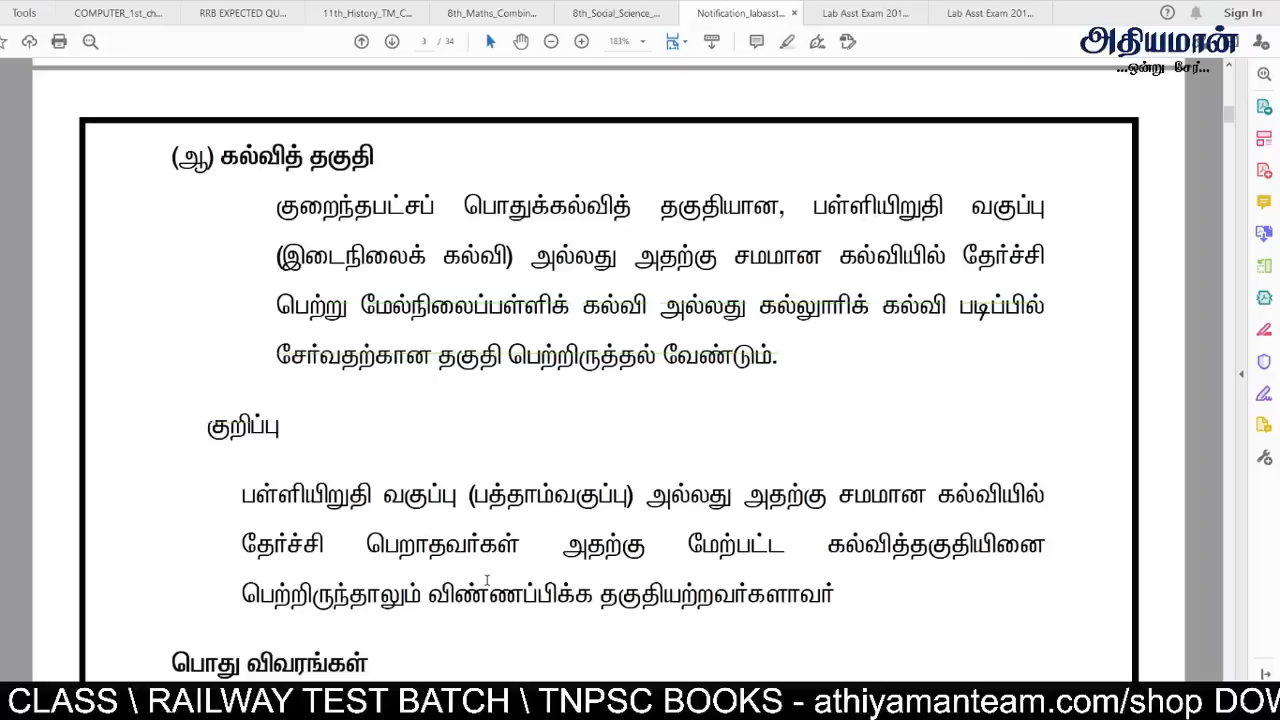 Tools COMPUTER_1st_ch... RRB EXPECTED QU... 11th_History_TM_C... 8th_Maths_Combin... 8th_Social_Science_... Notification_labasst... × Lab Asst Exam 201... Lab Asst Exam 201... Sign In
3 / 34 183%
அதியமான்
...ஒன்று சேர்...
(ஆ) கல்வித் தகுதி
குறைந்தபட்சப் பொதுக்கல்வித் தகுதியான, பள்ளியிறுதி வகுப்பு
(இடைநிலைக் கல்வி) அல்லது அதற்கு சமமான கல்வியில் தேர்ச்சி
பெற்று மேல்நிலைப்பள்ளிக் கல்வி அல்லது கல்லூரிக் கல்வி படிப்பில்
சேர்வதற்கான தகுதி பெற்றிருத்தல் வேண்டும்.
குறிப்பு
பள்ளியிறுதி வகுப்பு (பத்தாம்வகுப்பு) அல்லது அதற்கு சமமான கல்வியில்
தேர்ச்சி பெறாதவர்கள் அதற்கு மேற்பட்ட கல்வித்தகுதியினை
பெற்றிருந்தாலும் விண்ணப்பிக்க தகுதியற்றவர்களாவர்
பொது விவரங்கள்
CLASS \ RAILWAY TEST BATCH \ TNPSC BOOKS - athiyamanteam.com/shop DOW